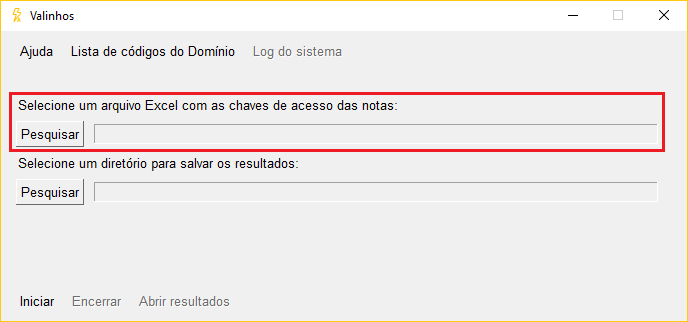 Valinhos
Ajuda Lista de códigos do Domínio Log do sistema
Selecione um arquivo Excel com as chaves de acesso das notas:
Pesquisar
Selecione um diretório para salvar os resultados:
Pesquisar
Iniciar Encerrar Abrir resultados